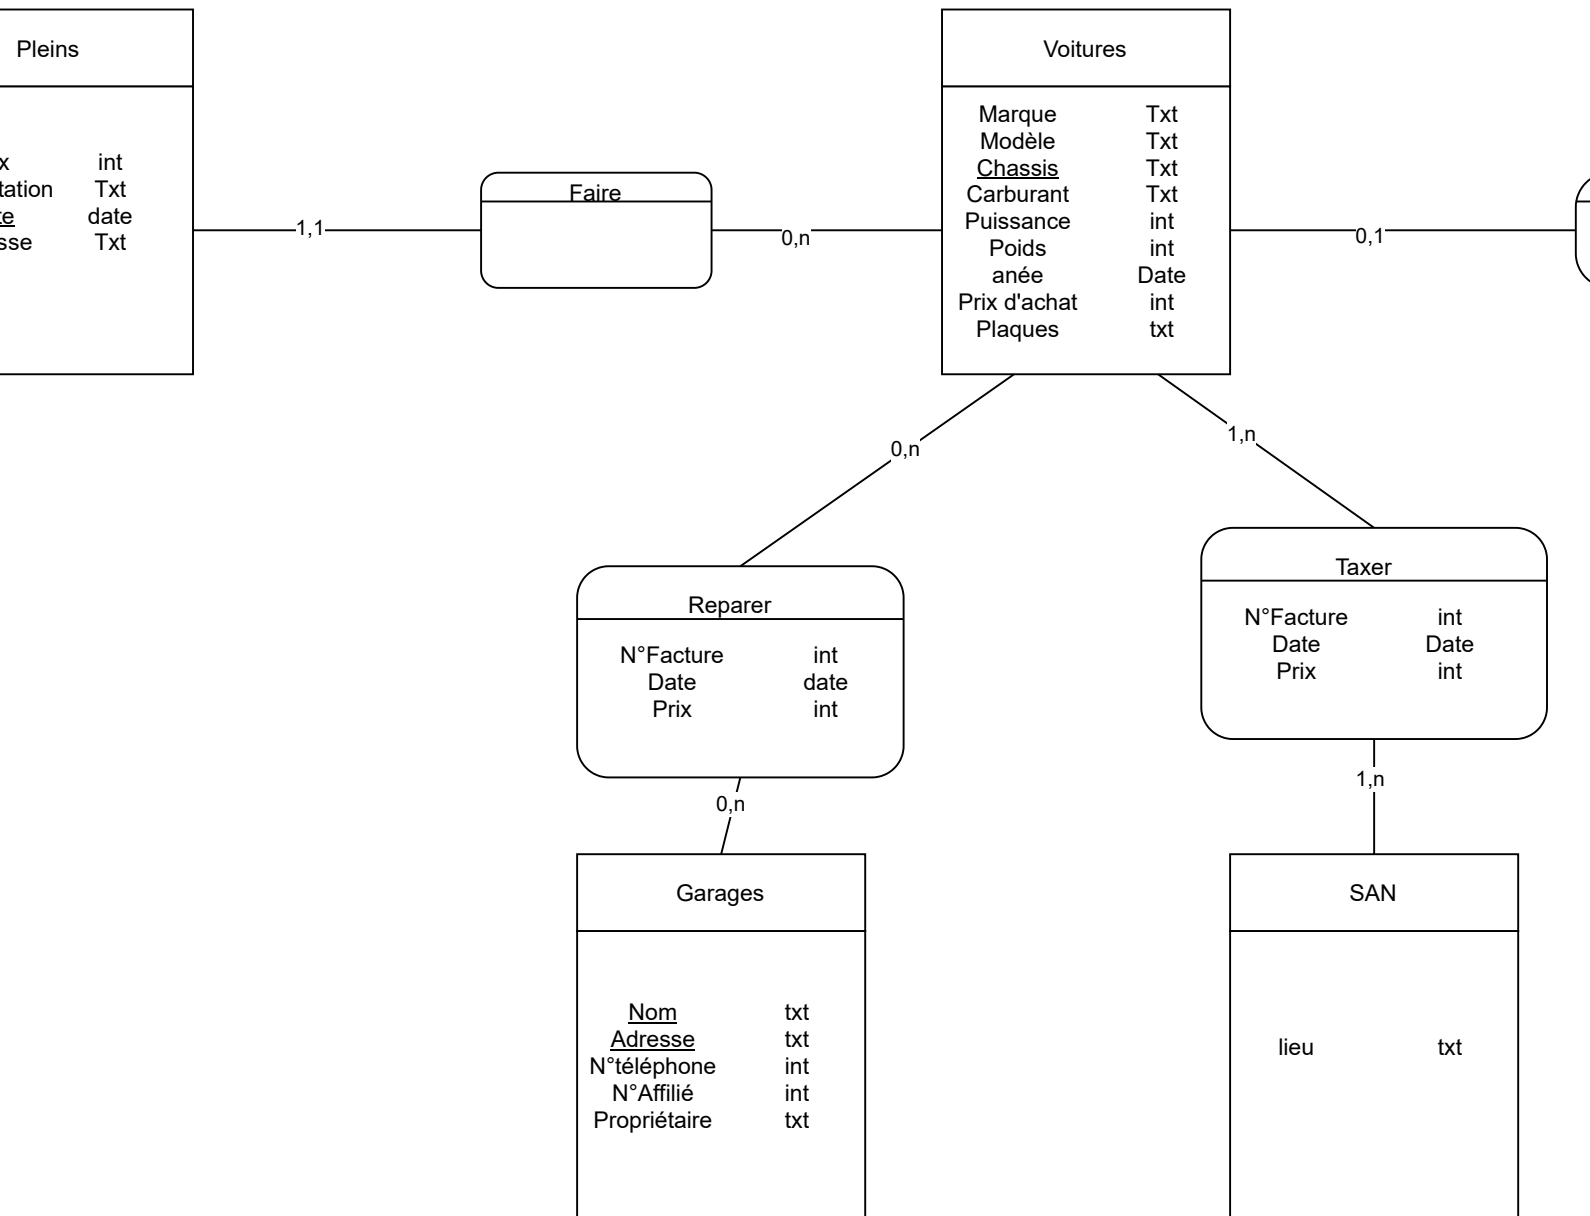 Pleins
x int
tation Txt
te date
sse Txt
1,1
Faire
0,n
Voitures
Marque Txt
Modèle Txt
Chassis Txt
Carburant Txt
Puissance int
Poids int
anée Date
Prix d'achat int
Plaques txt
0,1
0,n
1,n
Reparer
N°Facture int
Date date
Prix int
Taxer
N°Facture int
Date Date
Prix int
0,n
1,n
Garages
Nom txt
Adresse txt
N°téléphone int
N°Affilié int
Propriétaire txt
SAN
lieu txt